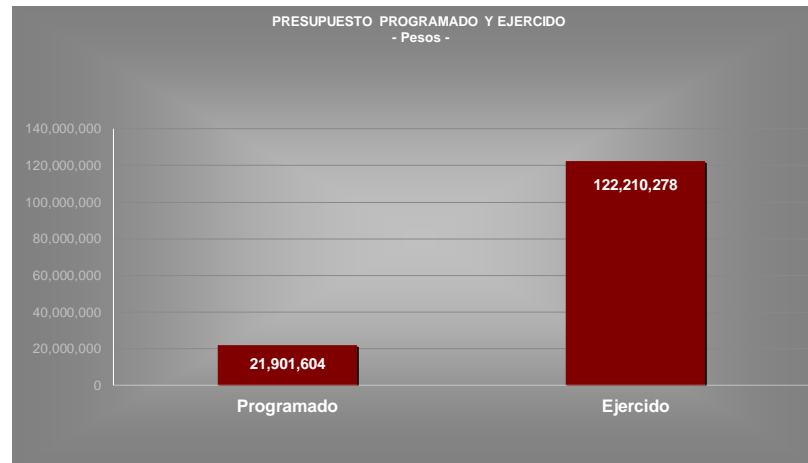 PRESUPUESTO PROGRAMADO Y EJERCIDO
- Pesos -
140,000,000
120,000,000
100,000,000
80,000,000
60,000,000
40,000,000
20,000,000
0
122,210,278
21,901,604
Programado
Ejercido